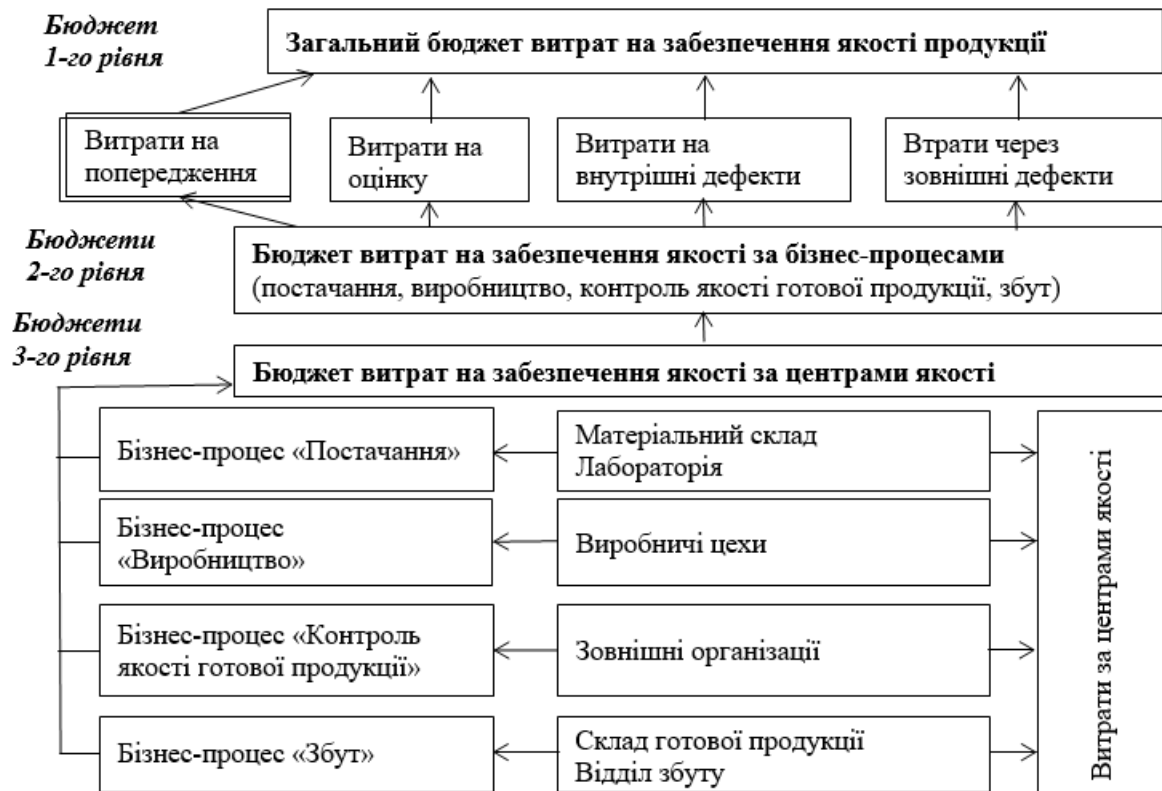 Бюджет
1-го рівня
Загальний бюджет витрат на забезпечення якості продукції
Витрати на
попередження
Витрати на
оцінку
Витрати на
внутрішні дефекти
Втрати через
зовнішні дефекти
Бюджети
2-го рівня
Бюджет витрат на забезпечення якості за бізнес-процесами
(постачання, виробництво, контроль якості готової продукції, збут)
Бюджети
3-го рівня
Бюджет витрат на забезпечення якості за центрами якості
Бізнес-процес «Постачання»
Матеріальний склад
Лабораторія
Бізнес-процес
«Виробництво»
Виробничі цехи
Бізнес-процес «Контроль
якості готової продукції»
Зовнішні організації
Бізнес-процес «Збут»
Склад готової продукції
Відділ збуту
Витрати за центрами якості